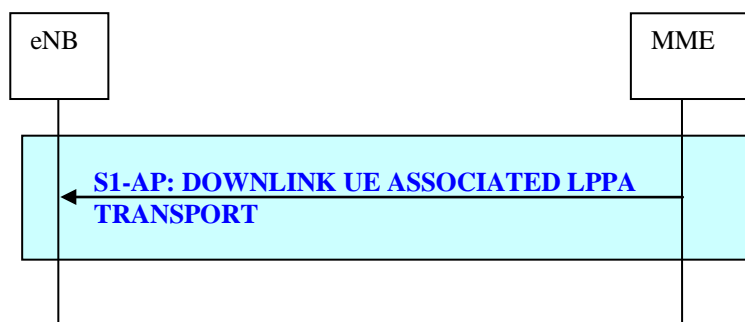 eNB
MME
S1-AP: DOWNLINK UE ASSOCIATED LPPA
TRANSPORT